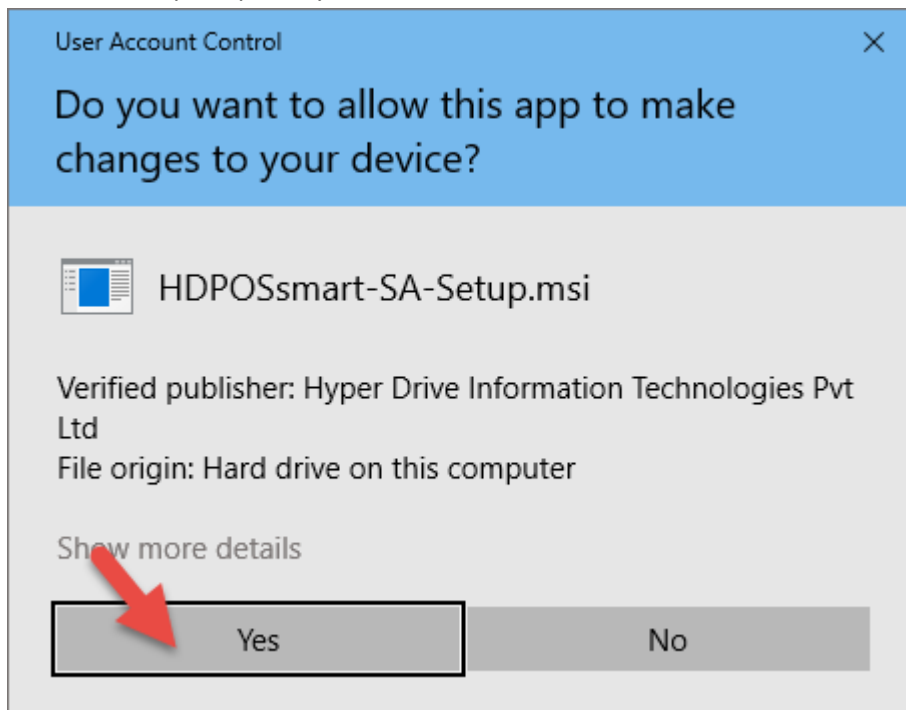 User Account Control
Do you want to allow this app to make
changes to your device?
HDPOSsmart-SA-Setup.msi
Verified publisher: Hyper Drive Information Technologies Pvt
Ltd
File origin: Hard drive on this computer
Show more details
Yes
No